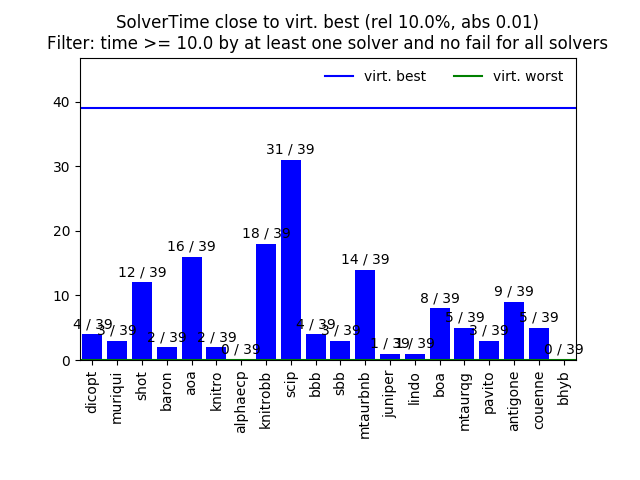 SolverTime close to virt. best (rel 10.0%, abs 0.01)
Filter: time >= 10.0 by at least one solver and no fail for all solvers
virt. best
virt. worst
40
30
20
10
0
4 / 39
3 / 39
12 / 39
2 / 39
16 / 39
2 / 39
0 / 39
18 / 39
31 / 39
4 / 39
3 / 39
14 / 39
1 / 39
1 / 39
8 / 39
5 / 39
3 / 39
9 / 39
5 / 39
0 / 39
dicopt
muriqui
shot
baron
aoa
knitro
alphaecp
knitrobb
scip
bbb
sbb
mtaurbnb
juniper
lindo
boa
mtaurqg
pavito
antigone
couenne
bhyb